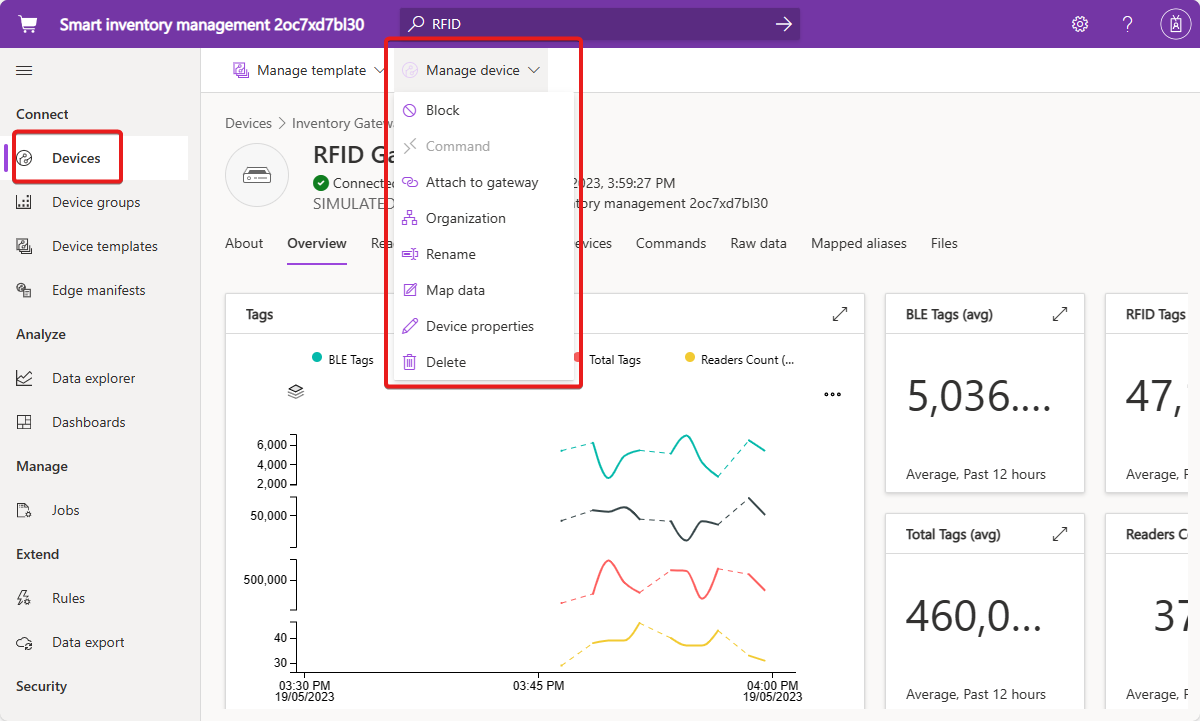 Smart inventory management 2oc7xd7bl30
RFID
Manage template
Manage device
Connect
Devices
Device groups
Device templates
Edge manifests
Analyze
Data explorer
Dashboards
Manage
Jobs
Extend
Rules
Data export
Security
Block
Command
Attach to gateway
Organization
Rename
Map data
Device properties
Delete
Devices > Inventory Gatew
RFID Ga
Connected
2023, 3:59:27 PM
SIMULATED
tory management 2oc7xd7bl30
About
Overview
Rea
evices
Commands
Raw data
Mapped aliases
Files
Tags
BLE Tags
Total Tags
Readers Count (...
6,000
4,000
2,000
50,000
500,000
40
30
03:30 PM
19/05/2023
03:45 PM
04:00 PM
19/05/2023
BLE Tags (avg)
5,036....
Average, Past 12 hours
RFID Tags
47,
Average, F
Total Tags (avg)
460,0...
Average, Past 12 hours
Readers C
37
Average, F